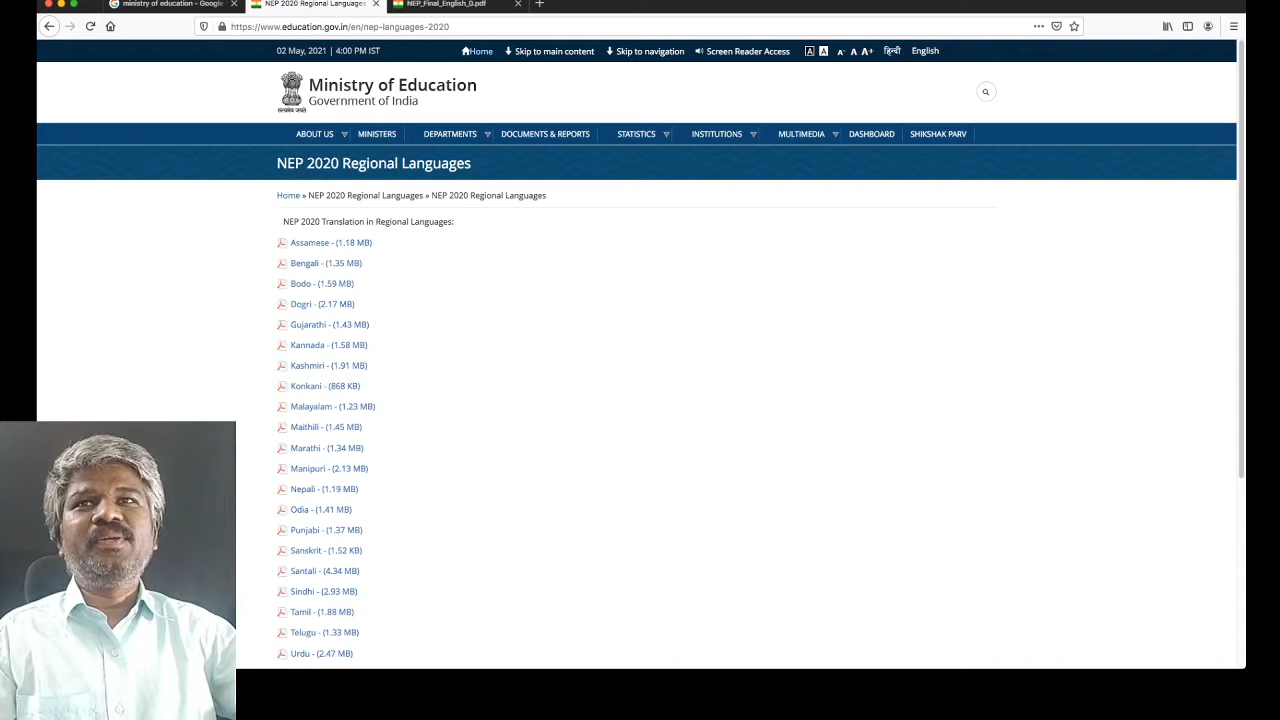 ministry of education - Google
NEP 2020 Regional Languages
NEP_Final_English_0.pdf
https://www.education.gov.in/en/nep-languages-2020
02 May, 2021 | 4:00 PM IST
Home
Skip to main content
Skip to navigation
Screen Reader Access
A A A- A A+
हिन्दी
English
Ministry of Education
Government of India
सत्यमेव जयते
ABOUT US
MINISTERS
DEPARTMENTS
DOCUMENTS & REPORTS
STATISTICS
INSTITUTIONS
MULTIMEDIA
DASHBOARD
SHIKSHAK PARV
NEP 2020 Regional Languages
Home » NEP 2020 Regional Languages » NEP 2020 Regional Languages
NEP 2020 Translation in Regional Languages:
Assamese - (1.18 MB)
Bengali - (1.35 MB)
Bodo - (1.59 MB)
Dogri - (2.17 MB)
Gujarathi - (1.43 MB)
Kannada - (1.58 MB)
Kashmiri - (1.91 MB)
Konkani - (868 KB)
Malayalam - (1.23 MB)
Maithili - (1.45 MB)
Marathi - (1.34 MB)
Manipuri - (2.13 MB)
Nepali - (1.19 MB)
Odia - (1.41 MB)
Punjabi - (1.37 MB)
Sanskrit - (1.52 KB)
Santali - (4.34 MB)
Sindhi - (2.93 MB)
Tamil - (1.88 MB)
Telugu - (1.33 MB)
Urdu - (2.47 MB)